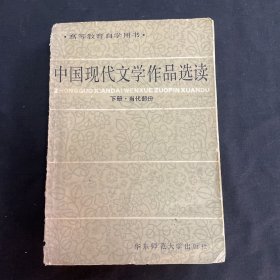 ·高等教育自学用书·
中国现代文学作品选读
ZHONGGUO XIANDAI WENXUE ZUOPIN XUANDU
下册·当代部份
华东师范大学出版社